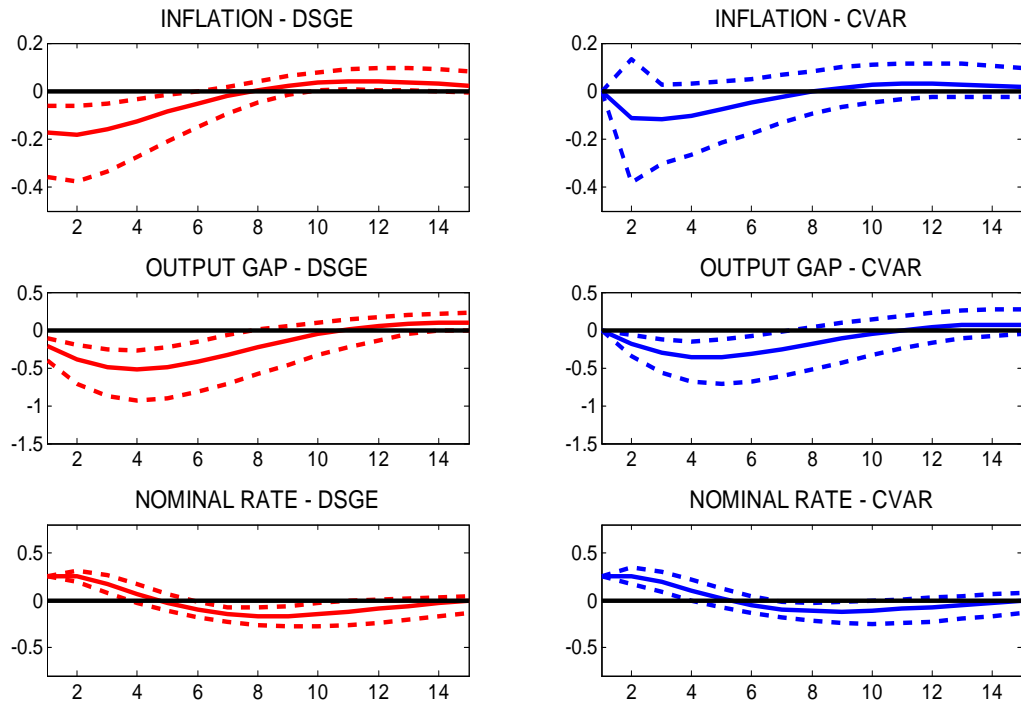 INFLATION - DSGE
0.2
0
-0.2
-0.4
2 4 6 8 10 12 14
INFLATION - CVAR
0.2
0
-0.2
-0.4
2 4 6 8 10 12 14
OUTPUT GAP - DSGE
0.5
0
-0.5
-1
-1.5
2 4 6 8 10 12 14
OUTPUT GAP - CVAR
0.5
0
-0.5
-1
-1.5
2 4 6 8 10 12 14
NOMINAL RATE - DSGE
0.5
0
-0.5
2 4 6 8 10 12 14
NOMINAL RATE - CVAR
0.5
0
-0.5
2 4 6 8 10 12 14